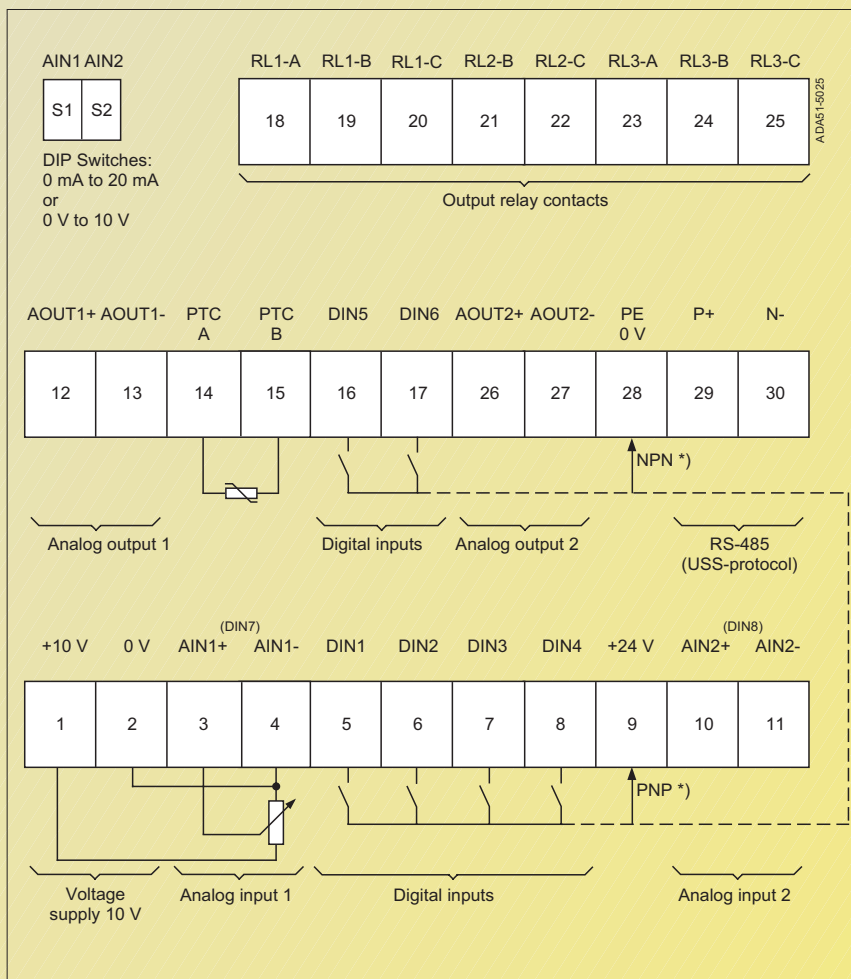 AIN1 AIN2
S1 S2
DIP Switches:
0 mA to 20 mA
or
0 V to 10 V
RL1-A RL1-B RL1-C RL2-B RL2-C RL3-A RL3-B RL3-C
18 19 20 21 22 23 24 25
ADA51-5025
Output relay contacts
AOUT1+ AOUT1- PTC A PTC B DIN5 DIN6 AOUT2+ AOUT2- PE 0 V P+ N-
12 13 14 15 16 17 26 27 28 29 30
NPN *)
Analog output 1
Digital inputs
Analog output 2
RS-485
(USS-protocol)
(DIN7) (DIN8)
+10 V 0 V AIN1+ AIN1- DIN1 DIN2 DIN3 DIN4 +24 V AIN2+ AIN2-
1 2 3 4 5 6 7 8 9 10 11
PNP *)
Voltage
supply 10 V
Analog input 1
Digital inputs
Analog input 2